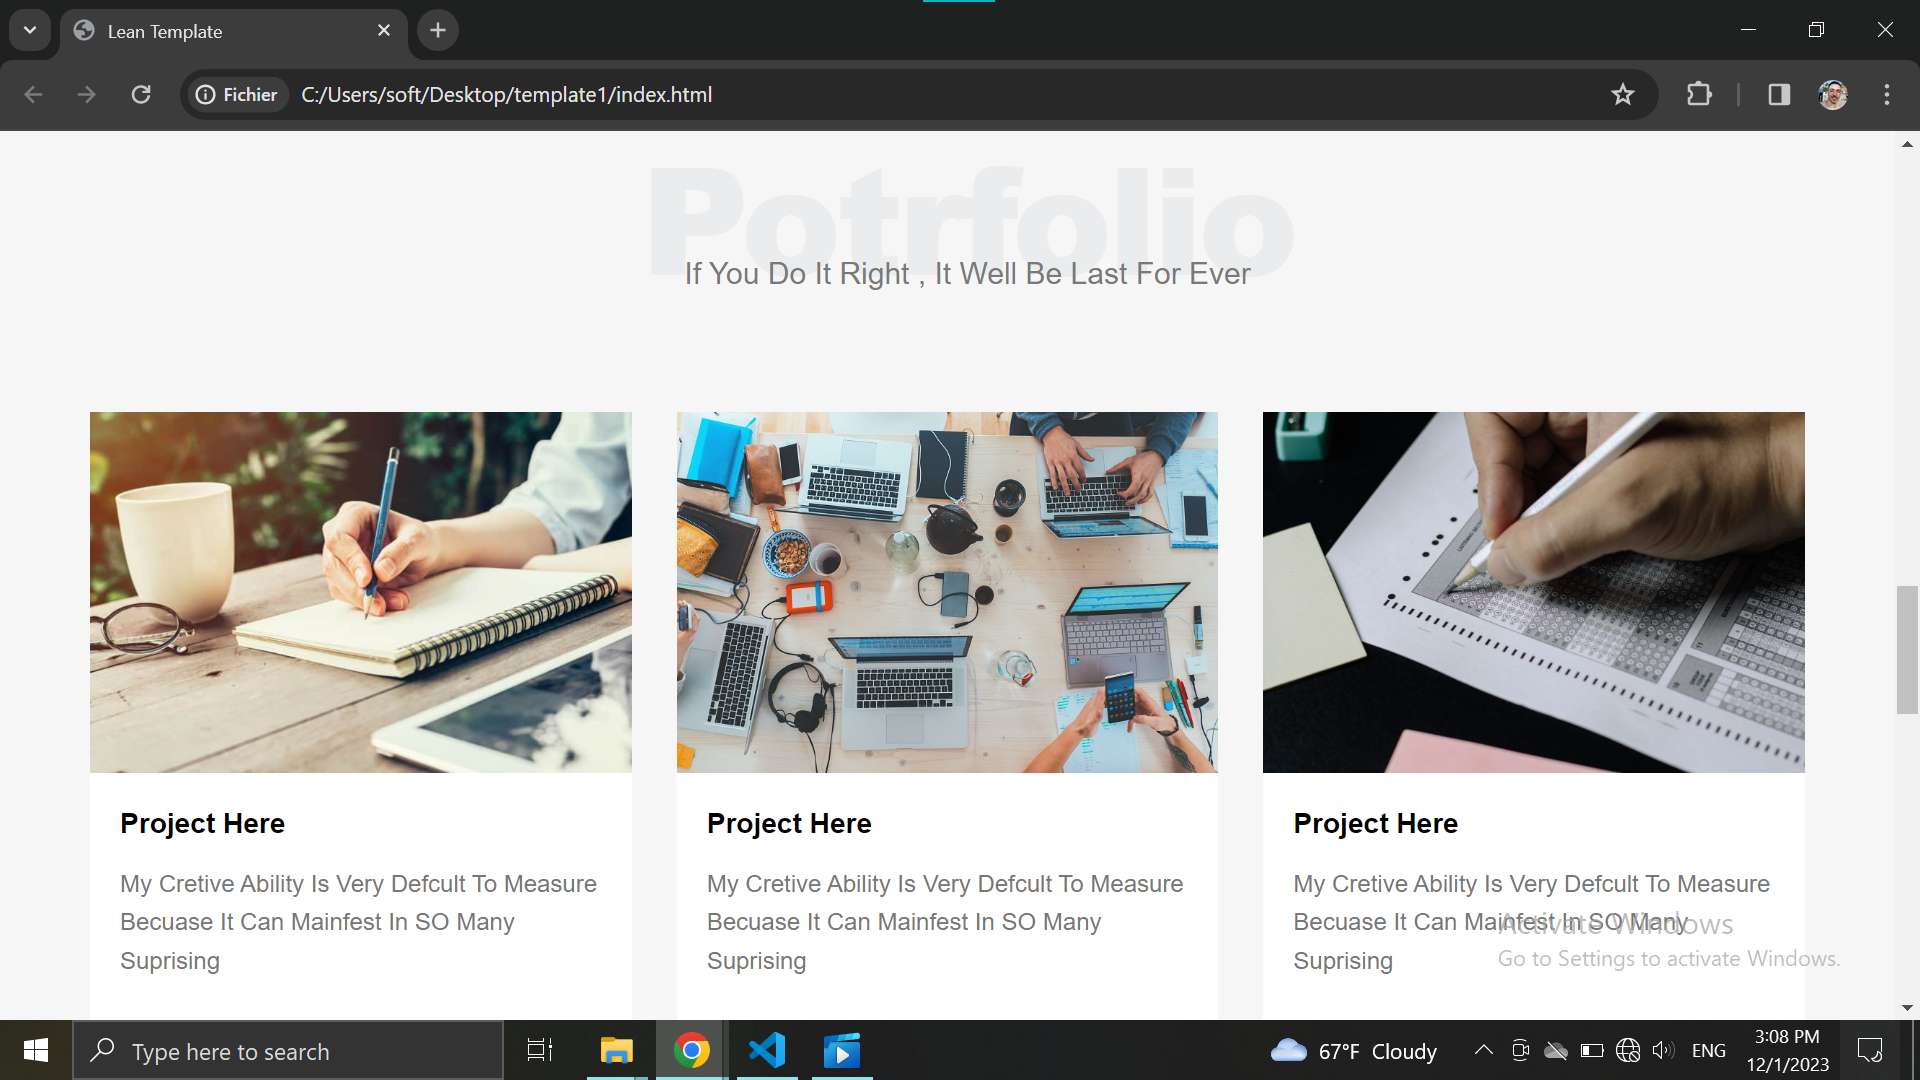 Lean Template
Fichier C:/Users/soft/Desktop/template1/index.html
Potrfolio
If You Do It Right , It Well Be Last For Ever
Project Here
My Cretive Ability Is Very Defcult To Measure
Becuase It Can Mainfest In SO Many
Suprising
Project Here
My Cretive Ability Is Very Defcult To Measure
Becuase It Can Mainfest In SO Many
Suprising
Project Here
My Cretive Ability Is Very Defcult To Measure
Becuase It Can Mainfest In SO Many
Suprising
Activate Windows
Go to Settings to activate Windows.
Type here to search
67°F Cloudy
ENG
3:08 PM
12/1/2023